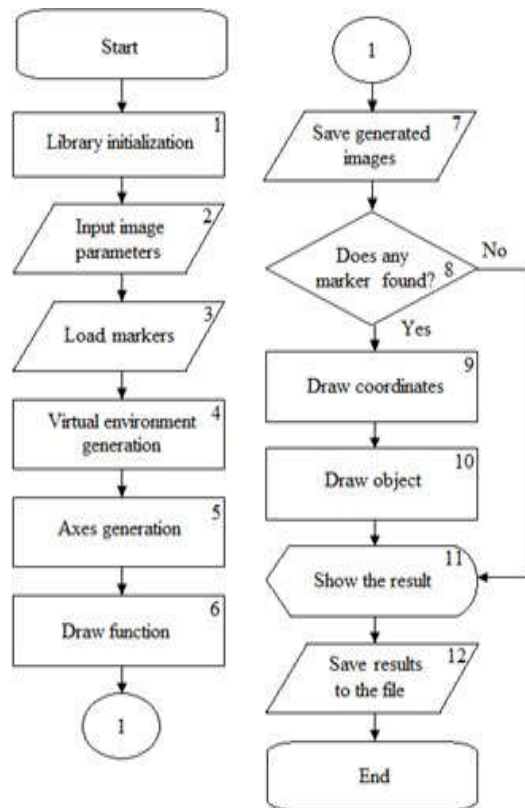 Start
1
Library initialization
2
Input image
parameters
3
Load markers
4
Virtual environment
generation
5
Axes generation
6
Draw function
1
1
7
Save generated
images
Does any
marker found?
8
No
Yes
9
Draw coordinates
10
Draw object
11
Show the result
12
Save results
to the file
End